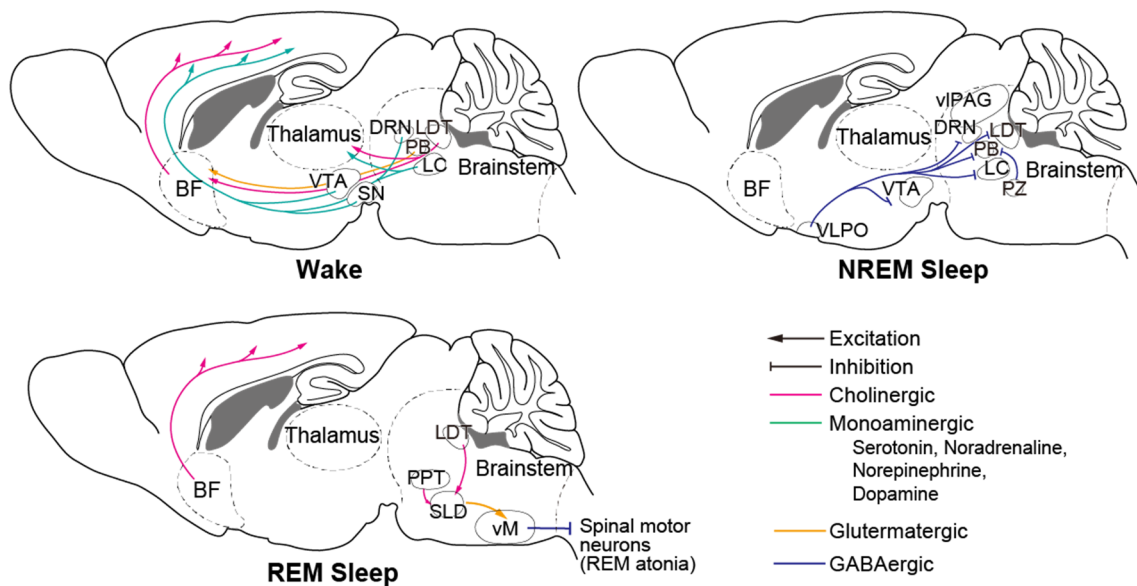 Thalamus
DRN
LDT
PB
LC
Brainstem
VTA
SN
BF
Wake
vlPAG
Thalamus
DRN
LDT
PB
LC
Brainstem
PZ
VTA
BF
VLPO
NREM Sleep
Thalamus
LDT
Brainstem
PPT
BF
SLD
vM
Spinal motor
neurons
(REM atonia)
REM Sleep
Excitation
Inhibition
Cholinergic
Monoaminergic
Serotonin, Noradrenaline,
Norepinephrine,
Dopamine
Glutermatergic
GABAergic